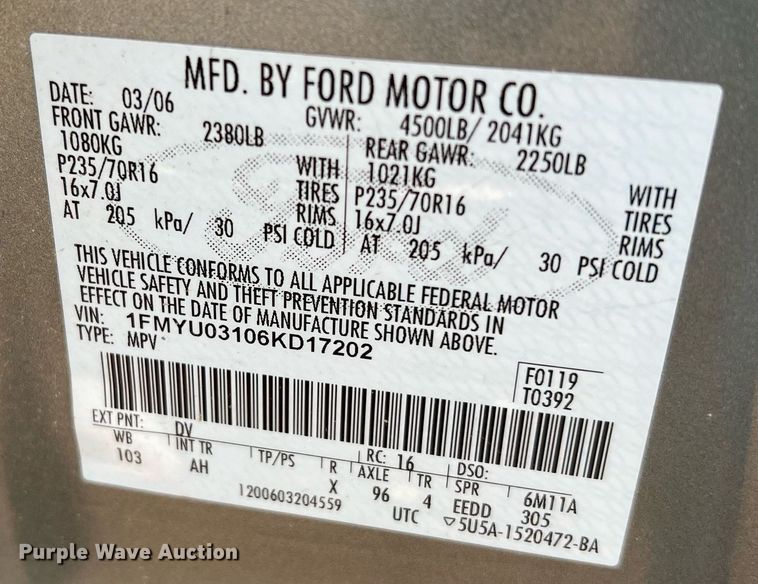 MFD. BY FORD MOTOR CO.
DATE: 03/06 GVWR: 4500LB/ 2041KG
FRONT GAWR: 2380LB REAR GAWR: 2250LB
1080KG WITH 1021KG WITH
P235/70R16 TIRES P235/70R16 TIRES
16x7.0J RIMS 16x7.0J RIMS
AT 205 kPa/ 30 PSI COLD AT 205 kPa/ 30 PSI COLD
THIS VEHICLE CONFORMS TO ALL APPLICABLE FEDERAL MOTOR
VEHICLE SAFETY AND THEFT PREVENTION STANDARDS IN
EFFECT ON THE DATE OF MANUFACTURE SHOWN ABOVE.
VIN: 1FMYU03106KD17202
TYPE: MPV
F0119
T0392
EXT PNT: DV RC: 16 DSO:
WB INT TR TP/PS R AXLE TR SPR 6M11A
103 AH X 96 4 EEDD 305
1200603204559 UTC ▽5U5A-1520472-BA
Purple Wave Auction